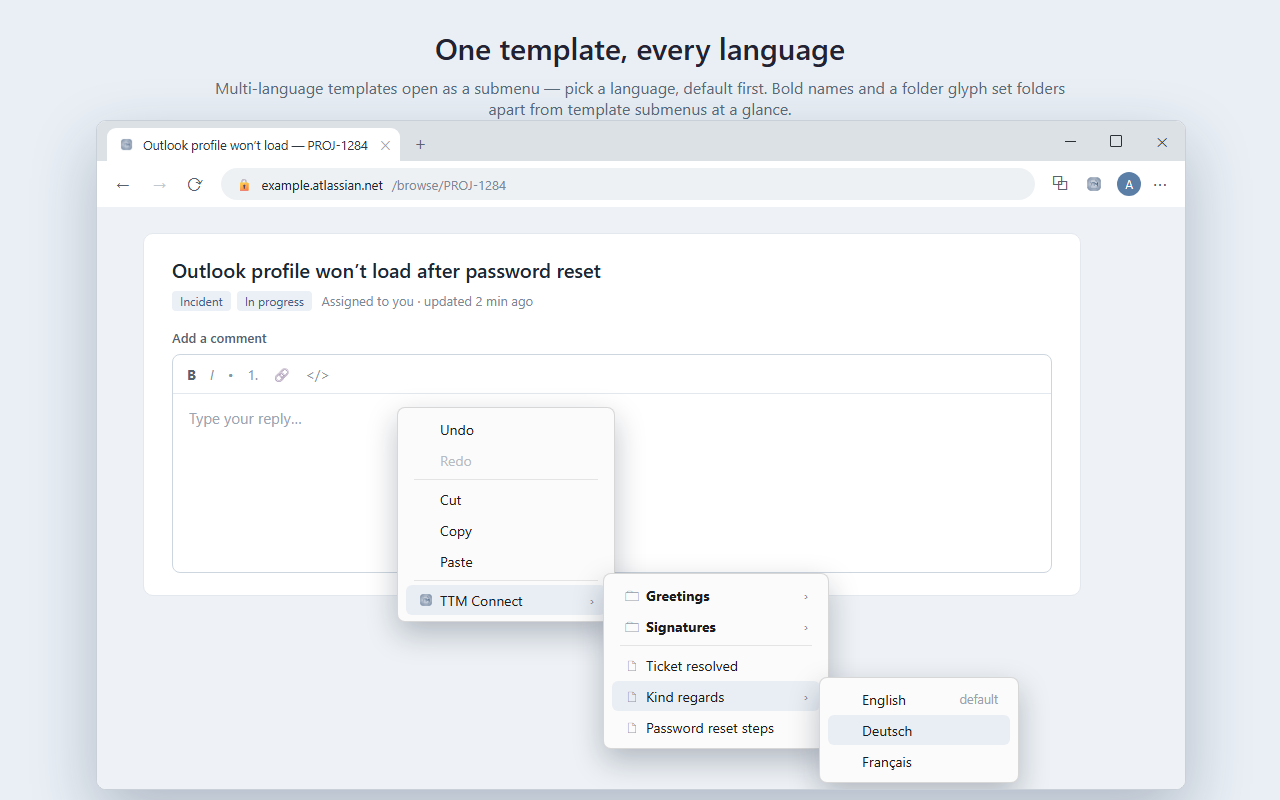 One template, every language
Multi-language templates open as a submenu — pick a language, default first. Bold names and a folder glyph set folders
apart from template submenus at a glance.
Outlook profile won’t load — PROJ-1284
example.atlassian.net /browse/PROJ-1284
A
Outlook profile won’t load after password reset
Incident In progress Assigned to you · updated 2 min ago
Add a comment
B I • 1. </>
Type your reply...
Undo
Redo
Cut
Copy
Paste
TTM Connect
Greetings
Signatures
Ticket resolved
Kind regards
Password reset steps
English default
Deutsch
Français